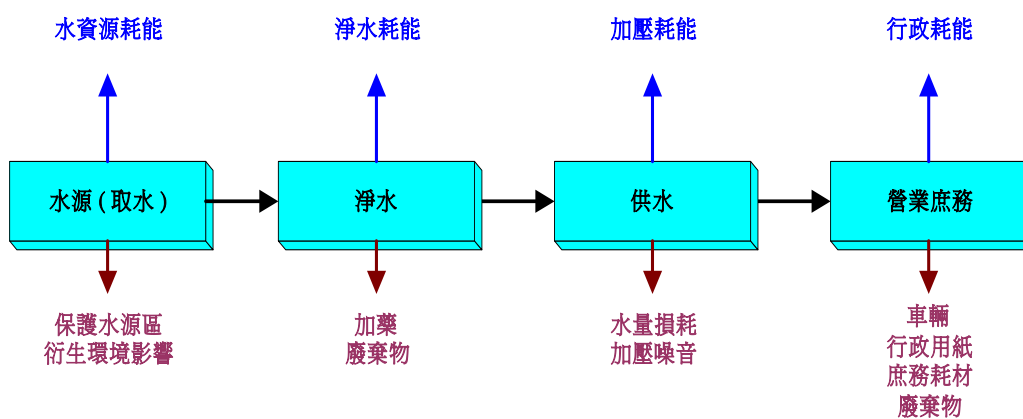 水資源耗能
淨水耗能
加壓耗能
行政耗能
水源(取水)
淨水
供水
營業庶務
保護水源區
衍生環境影響
加藥
廢棄物
水量損耗
加壓噪音
車輛
行政用紙
庶務耗材
廢棄物